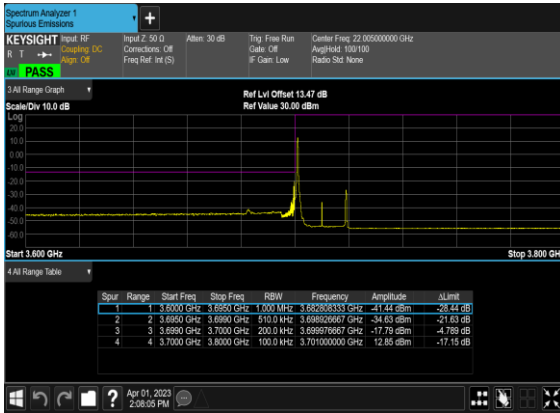 Spectrum Analyzer 1
Spurious Emissions
+
KEYSIGHT Input: RF Input Z: 50 Ω Atten: 30 dB Trig: Free Run Center Freq: 22.005000000 GHz
R T Coupling: DC Corrections: Off Gate: Off Avg|Hold: 100/100
Align: Off Freq Ref: Int (S) IF Gain: Low Radio Std: None
PASS
3 All Range Graph
Ref Lvl Offset 13.47 dB
Scale/Div 10.0 dB Ref Value 30.00 dBm
Log
20.0
10.0
0.00
-10.0
-20.0
-30.0
-40.0
-50.0
-60.0
Start 3.600 GHz Stop 3.800 GH
4 All Range Table
Spur Range Start Freq Stop Freq RBW Frequency Amplitude ΔLimit
1 1 3.6000 GHz 3.6950 GHz 1.000 MHz 3.682808333 GHz -41.44 dBm -28.44 dB
2 2 3.6950 GHz 3.6990 GHz 510.0 kHz 3.698926667 GHz -34.63 dBm -21.63 dB
3 3 3.6990 GHz 3.7000 GHz 200.0 kHz 3.699976667 GHz -17.79 dBm -4.789 dB
4 4 3.7000 GHz 3.8000 GHz 100.0 kHz 3.701000000 GHz 12.85 dBm -17.15 dB
? Apr 01, 2023
2:08:05 PM